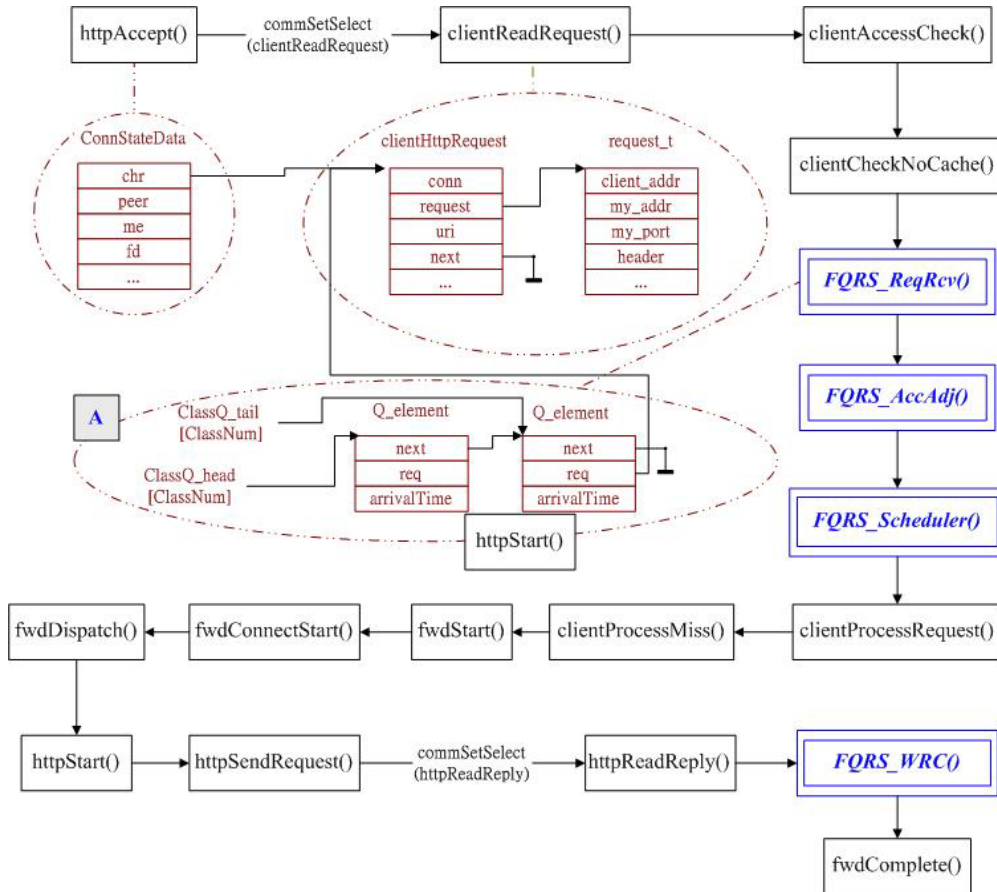 httpAccept()
commSetSelect
(clientReadRequest)
clientReadRequest()
clientAccessCheck()
ConnStateData
chr
peer
me
fd
...
clientHttpRequest
conn
request
uri
next
...
request_t
client_addr
my_addr
my_port
header
...
clientCheckNoCache()
FQRS_ReqRcv()
FQRS_AccAdj()
FQRS_Scheduler()
A
ClassQ_tail
[ClassNum]
ClassQ_head
[ClassNum]
Q_element
next
req
arrivalTime
Q_element
next
req
arrivalTime
httpStart()
fwdDispatch()
fwdConnectStart()
fwdStart()
clientProcessMiss()
clientProcessRequest()
httpStart()
httpSendRequest()
commSetSelect
(httpReadReply)
httpReadReply()
FQRS_WRC()
fwdComplete()